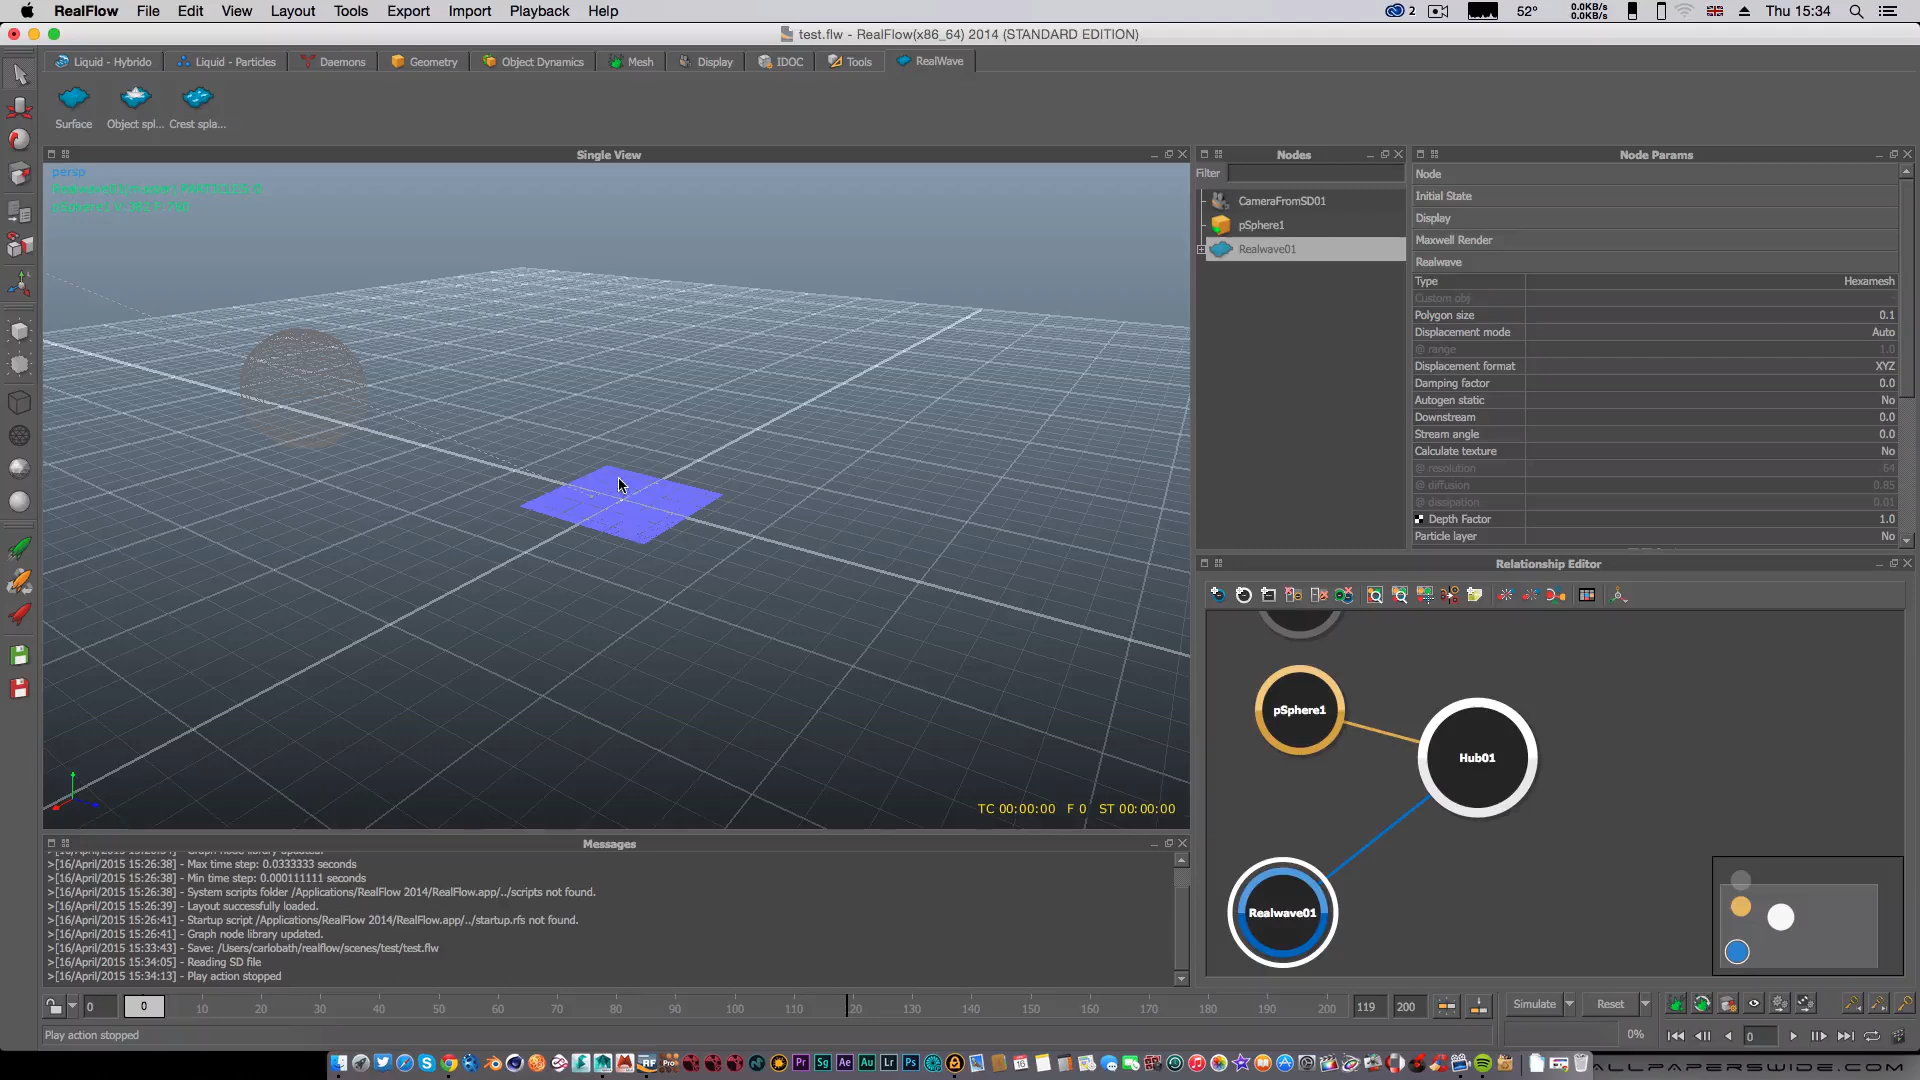 RealFlow File Edit View Layout Tools Export Import Playback Help
2 52° 0.0KB/s 0.0KB/s Thu 15:34
test.flw - RealFlow(x86_64) 2014 (STANDARD EDITION)
Liquid - Hybrido Liquid - Particles Daemons Geometry Object Dynamics Mesh Display IDOC Tools RealWave
Surface Object spl... Crest spla...
Single View
persp
TC 00:00:00 F 0 ST 00:00:00
Nodes
Filter
CameraFromSD01
pSphere1
Realwave01
Node Params
Node
Initial State
Display
Maxwell Render
Realwave
Type Hexamesh
Custom obj
Polygon size 0.1
Displacement mode Auto
@ range 1.0
Displacement format XYZ
Damping factor 0.0
Autogen static No
Downstream 0.0
Stream angle 0.0
Calculate texture No
@ resolution 64
@ diffusion 0.85
@ dissipation 0.01
Depth Factor 1.0
Particle layer No
Relationship Editor
pSphere1
Hub01
Realwave01
Messages
>[16/April/2015 15:26:38] - Max time step: 0.0333333 seconds
>[16/April/2015 15:26:38] - Min time step: 0.000111111 seconds
>[16/April/2015 15:26:38] - System scripts folder /Applications/RealFlow 2014/RealFlow.app/../scripts not found.
>[16/April/2015 15:26:39] - Layout successfully loaded.
>[16/April/2015 15:26:41] - Startup script /Applications/RealFlow 2014/RealFlow.app/../startup.rfs not found.
>[16/April/2015 15:26:41] - Graph node library updated.
>[16/April/2015 15:33:43] - Save: /Users/carlobath/realflow/scenes/test/test.flw
>[16/April/2015 15:34:05] - Reading SD file
>[16/April/2015 15:34:13] - Play action stopped
0 0 10 20 30 40 50 60 70 80 90 100 110 120 130 140 150 160 170 180 190 200 119 200 Simulate Reset
Play action stopped 0% 0
ALLPAPERSWIDE.COM